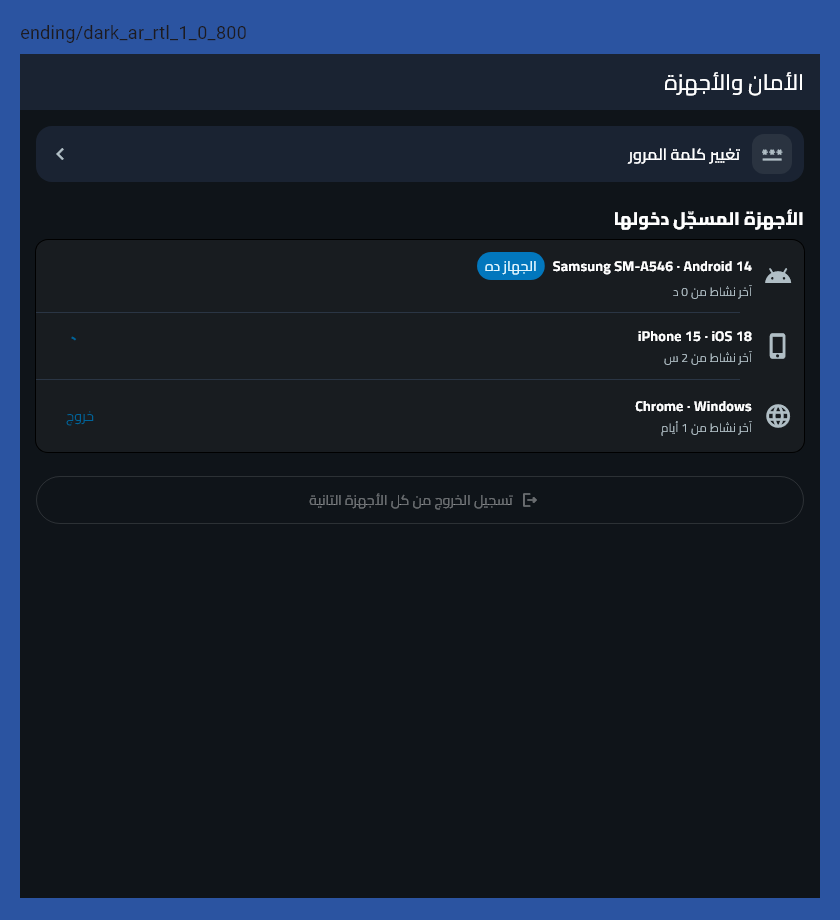 ending/dark_ar_rtl_1_0_800
الأمان والأجهزة
تغيير كلمة المرور
الأجهزة المسجّل دخولها
Samsung SM-A546 · Android 14 الجهاز ده
آخر نشاط من 0 د
iPhone 15 · iOS 18
آخر نشاط من 2 س
Chrome · Windows
آخر نشاط من 1 أيام
خروج
تسجيل الخروج من كل الأجهزة التانية